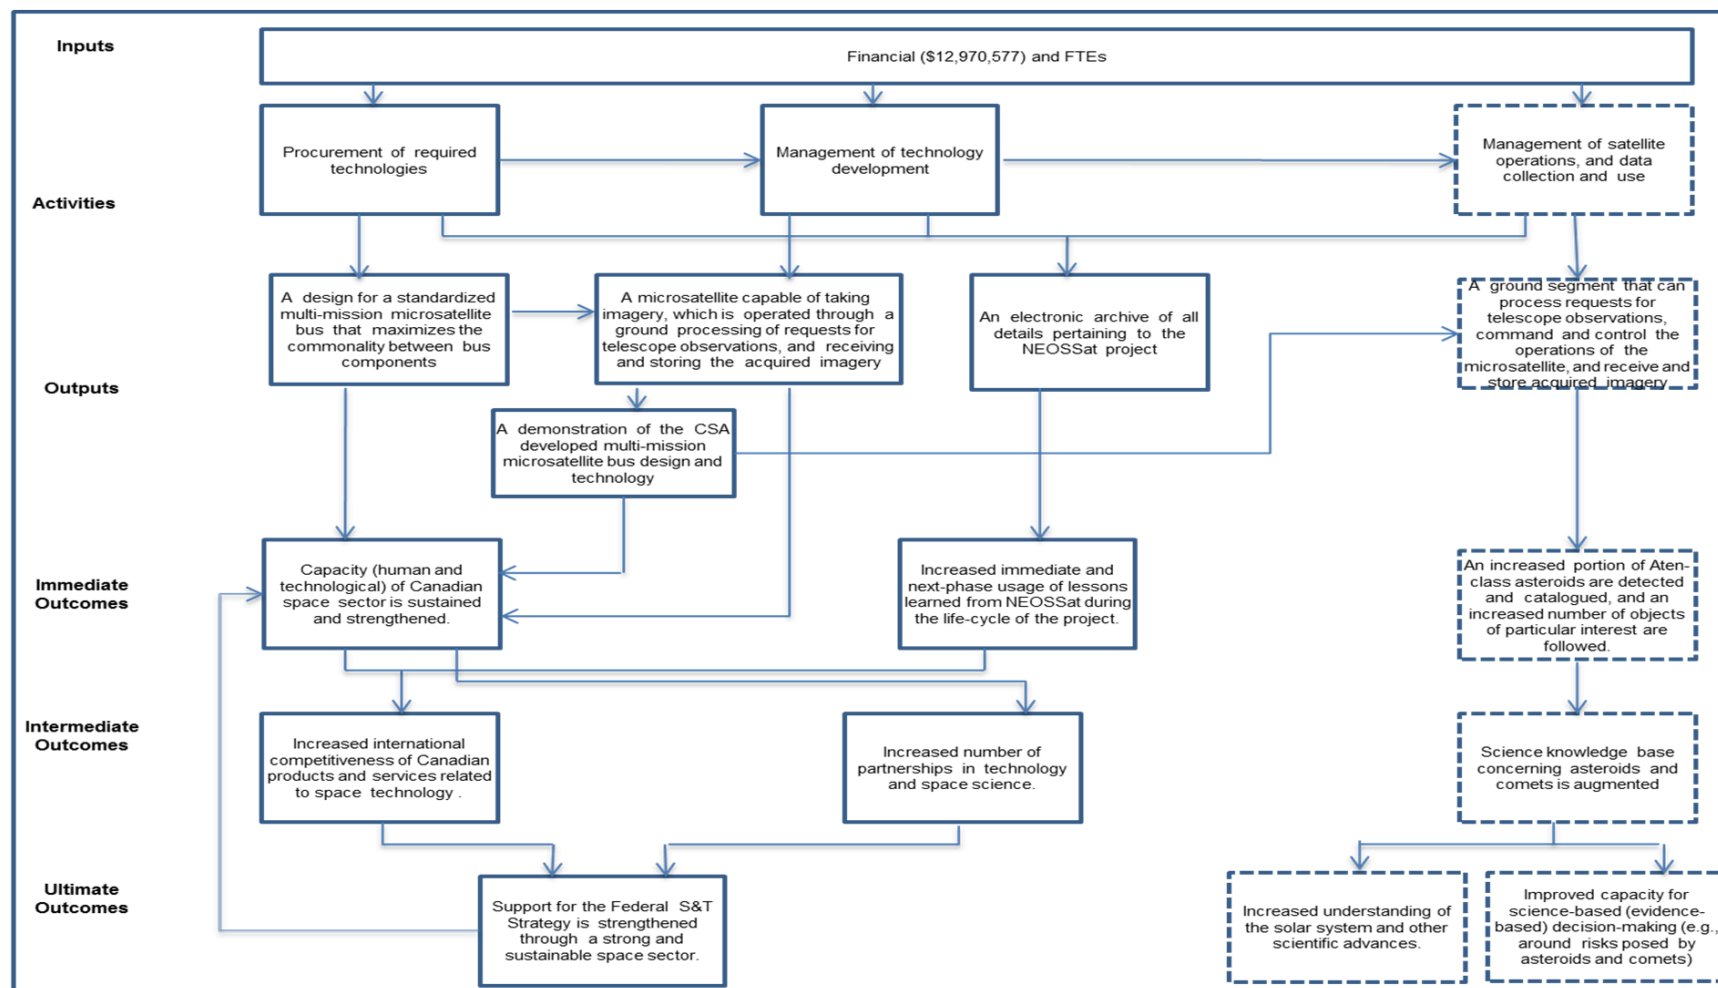 Inputs
Financial ($12,970,577) and FTEs
Activities
Procurement of required
technologies
Management of technology
development
Management of satellite
operations, and data
collection and use
Outputs
A design for a standardized
multi-mission microsatellite
bus that maximizes the
commonality between bus
components
A microsatellite capable of taking
imagery, which is operated through a
ground processing of requests for
telescope observations, and receiving
and storing the acquired imagery
An electronic archive of all
details pertaining to the
NEOSSat project
A ground segment that can
process requests for
telescope observations,
command and control the
operations of the
microsatellite, and receive and
store acquired imagery
A demonstration of the CSA
developed multi-mission
microsatellite bus design and
technology
Immediate
Outcomes
Capacity (human and
technological) of Canadian
space sector is sustained
and strengthened.
Increased immediate and
next-phase usage of lessons
learned from NEOSSat during
the life-cycle of the project.
An increased portion of Aten-
class asteroids are detected
and catalogued, and an
increased number of objects
of particular interest are
followed.
Intermediate
Outcomes
Increased international
competitiveness of Canadian
products and services related
to space technology .
Increased number of
partnerships in technology
and space science.
Science knowledge base
concerning asteroids and
comets is augmented
Ultimate
Outcomes
Support for the Federal S&T
Strategy is strengthened
through a strong and
sustainable space sector.
Increased understanding of
the solar system and other
scientific advances.
Improved capacity for
science-based (evidence-
based) decision-making (e.g.,
around risks posed by
asteroids and comets)